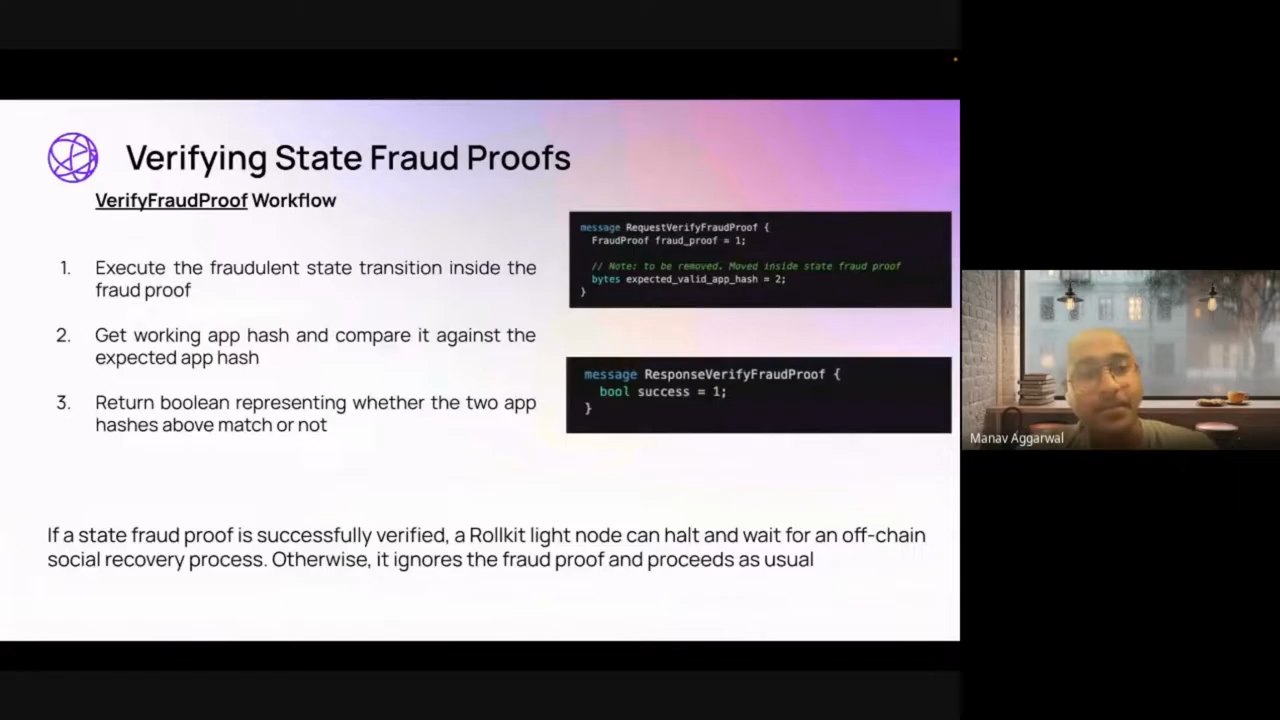 Verifying State Fraud Proofs
VerifyFraudProof Workflow
1. Execute the fraudulent state transition inside the
fraud proof
2. Get working app hash and compare it against the
expected app hash
3. Return boolean representing whether the two app
hashes above match or not
message RequestVerifyFraudProof {
FraudProof fraud_proof = 1;
// Note: to be removed. Moved inside state fraud proof
bytes expected_valid_app_hash = 2;
}
message ResponseVerifyFraudProof {
bool success = 1;
}
If a state fraud proof is successfully verified, a Rollkit light node can halt and wait for an off-chain
social recovery process. Otherwise, it ignores the fraud proof and proceeds as usual
Manav Aggarwal